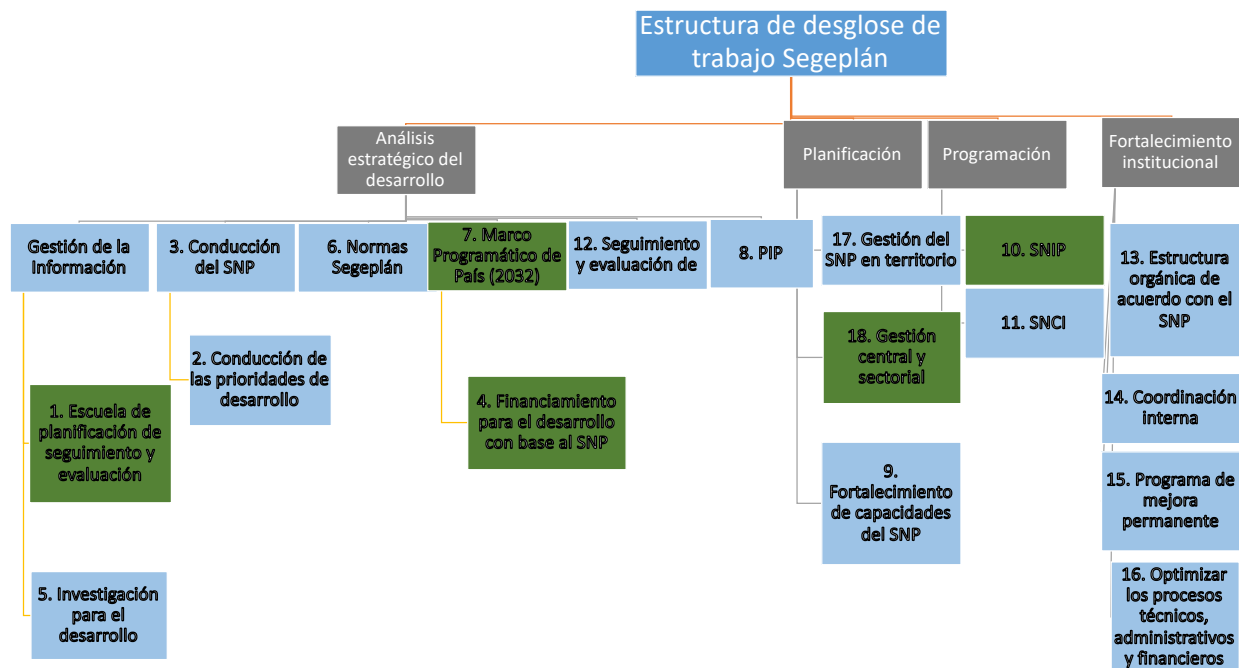 Estructura de desglose de
trabajo Segeplán
Análisis
estratégico del
desarrollo
Planificación
Programación
Fortalecimiento
institucional
Gestión de la
Información
3. Conducción
del SNP
6. Normas
Segeplán
7. Marco
Programático de
País (2032)
12. Seguimiento
y evaluación de
8. PIP
17. Gestión del
SNP en territorio
10. SNIP
13. Estructura
orgánica de
acuerdo con el
SNP
11. SNCI
2. Conducción de
las prioridades de
desarrollo
18. Gestión
central y
sectorial
1. Escuela de
planificación de
seguimiento y
evaluación
4. Financiamiento
para el desarrollo
con base al SNP
14. Coordinación
interna
9.
Fortalecimiento
de capacidades
del SNP
15. Programa de
mejora
permanente
5. Investigación
para el
desarrollo
16. Optimizar
los procesos
técnicos,
administrativos
y financieros